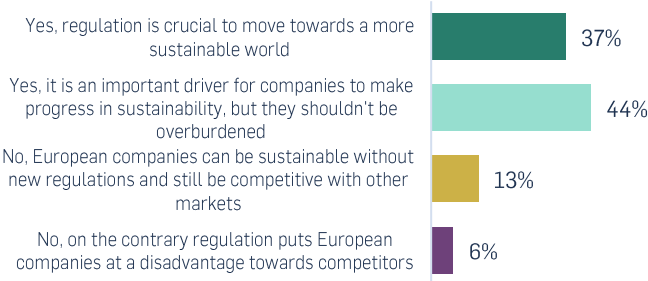 Yes, regulation is crucial to move towards a more
sustainable world
37%
Yes, it is an important driver for companies to make
progress in sustainability, but they shouldn't be
overburdened
44%
No, European companies can be sustainable without
new regulations and still be competitive with other
markets
13%
No, on the contrary regulation puts European
companies at a disadvantage towards competitors
6%